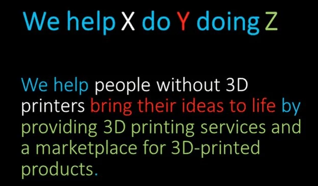 We help X do Y doing Z
We help people without 3D
printers bring their ideas to life by
providing 3D printing services and
a marketplace for 3D-printed
products.